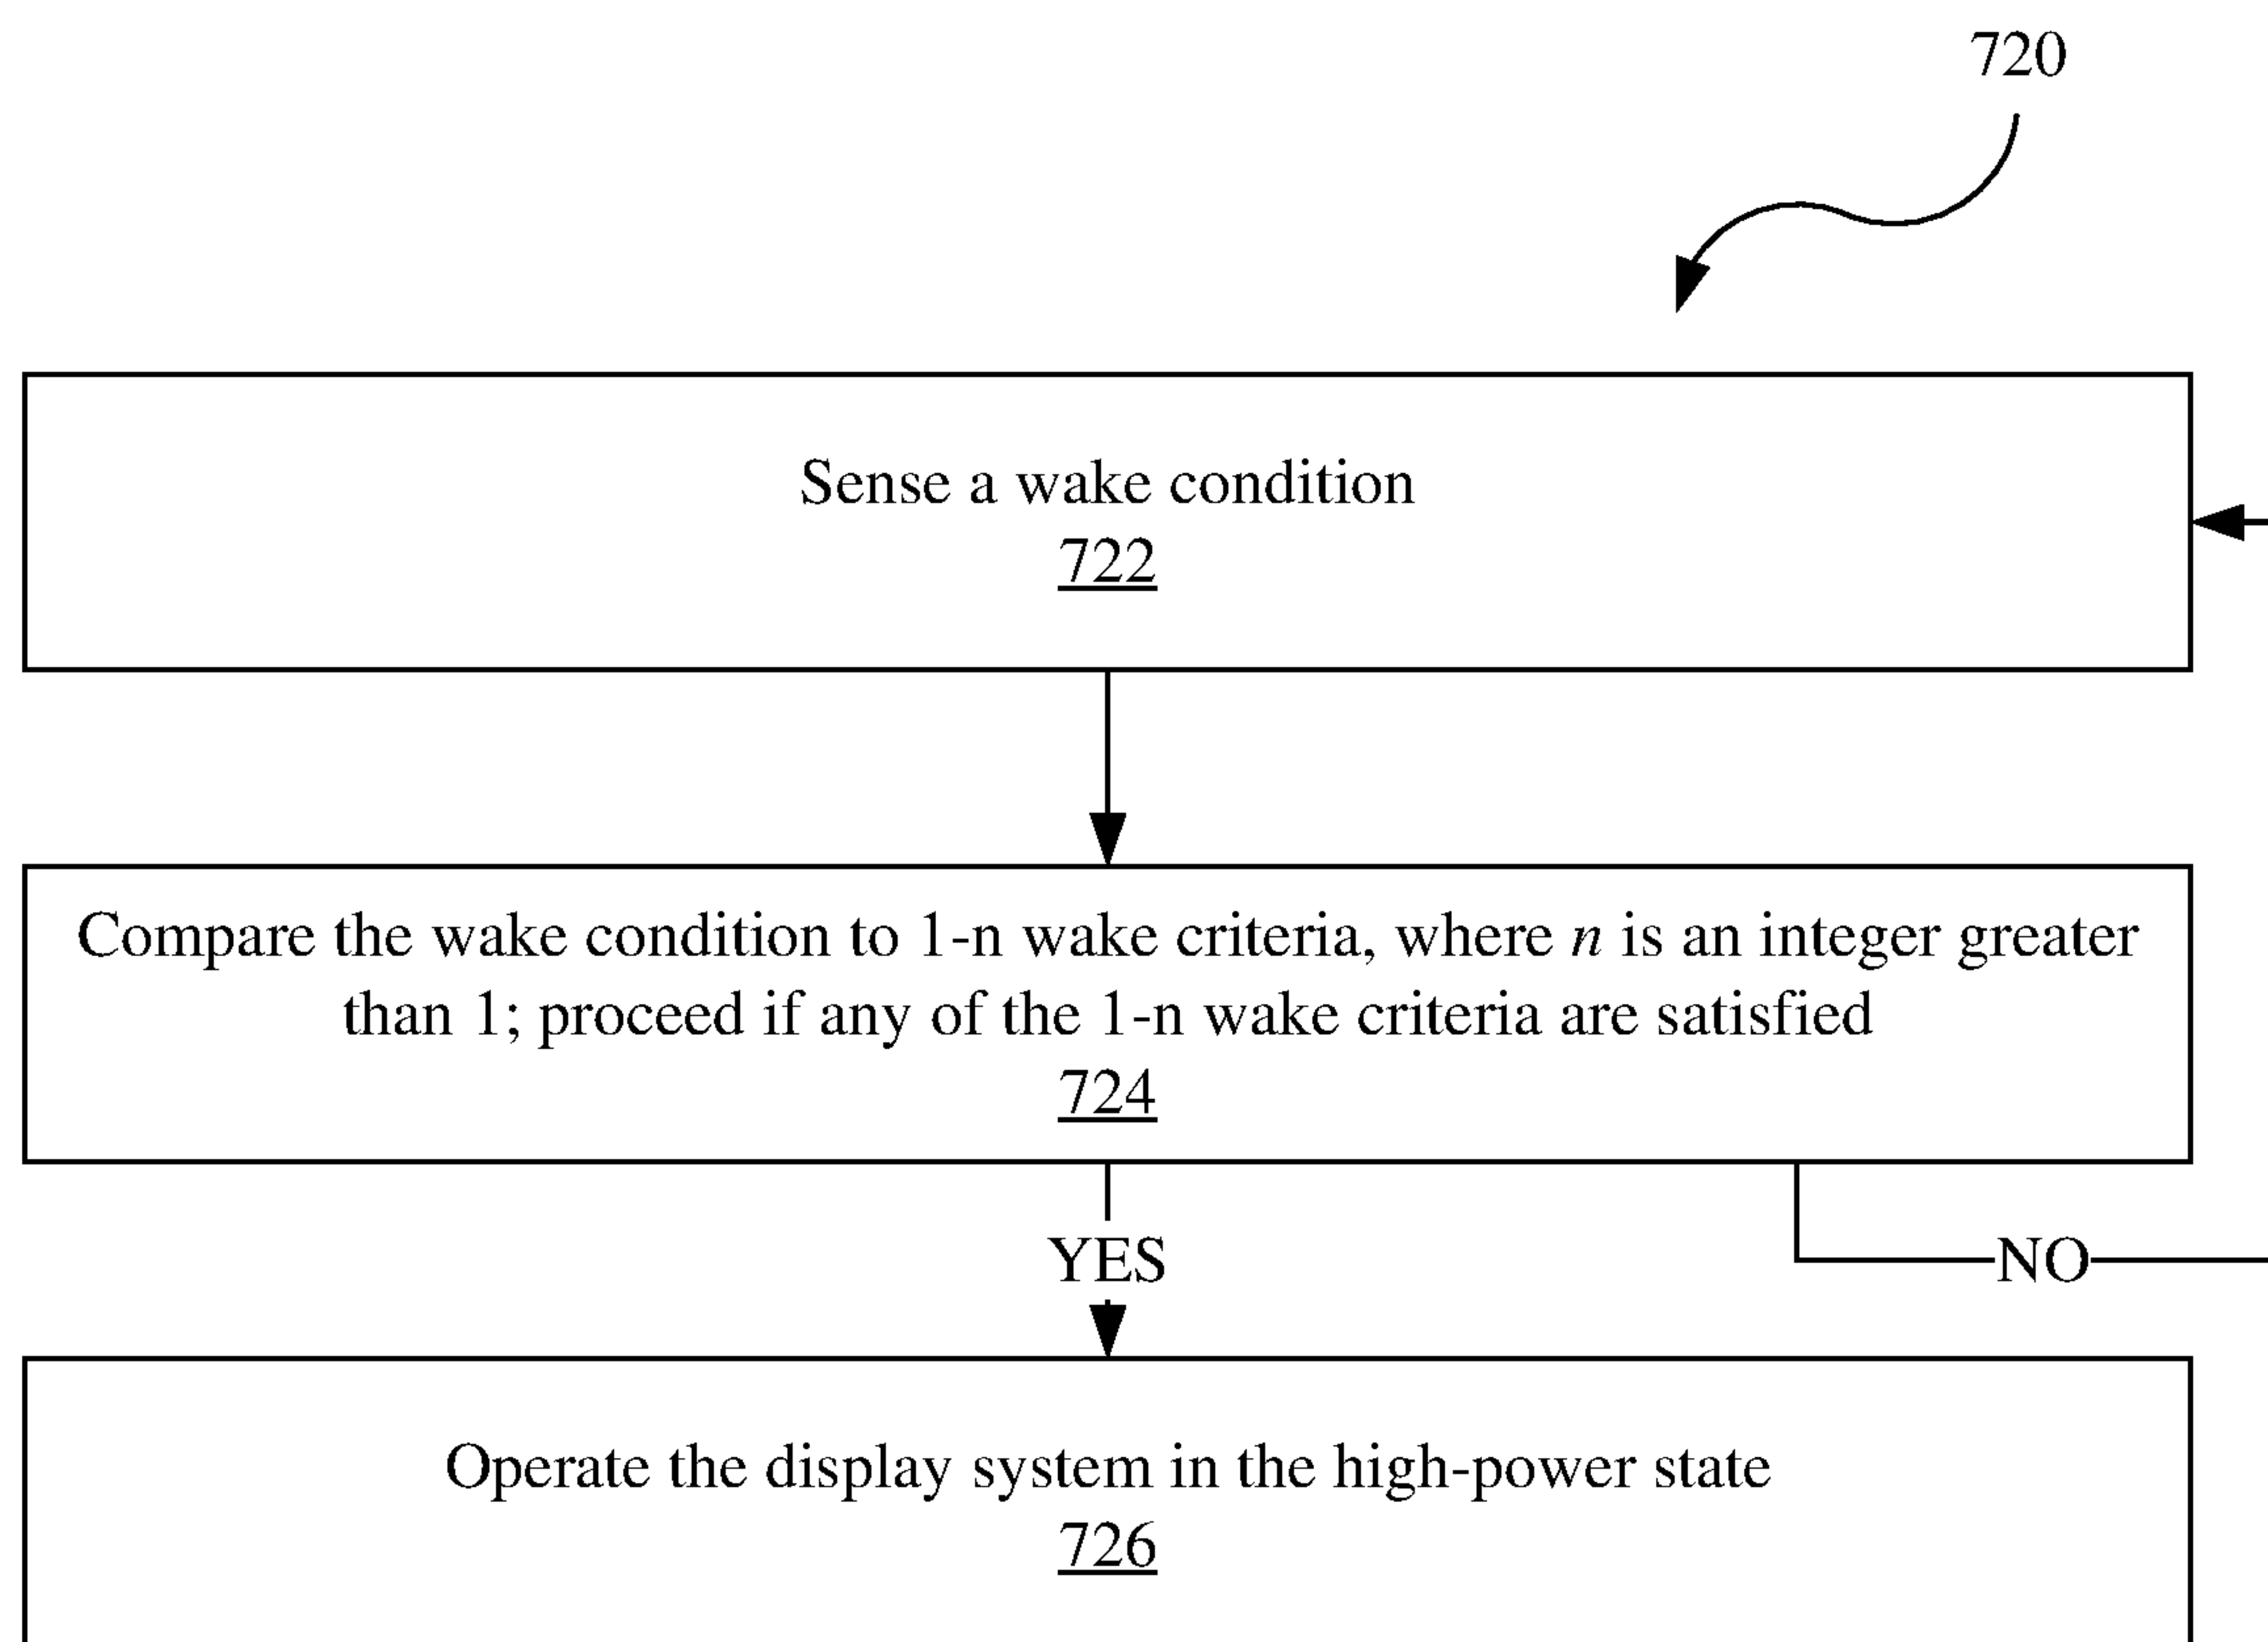 720
Sense a wake condition
722
Compare the wake condition to 1-n wake criteria, where n is an integer greater
than 1; proceed if any of the 1-n wake criteria are satisfied
724
YES
NO
Operate the display system in the high-power state
726